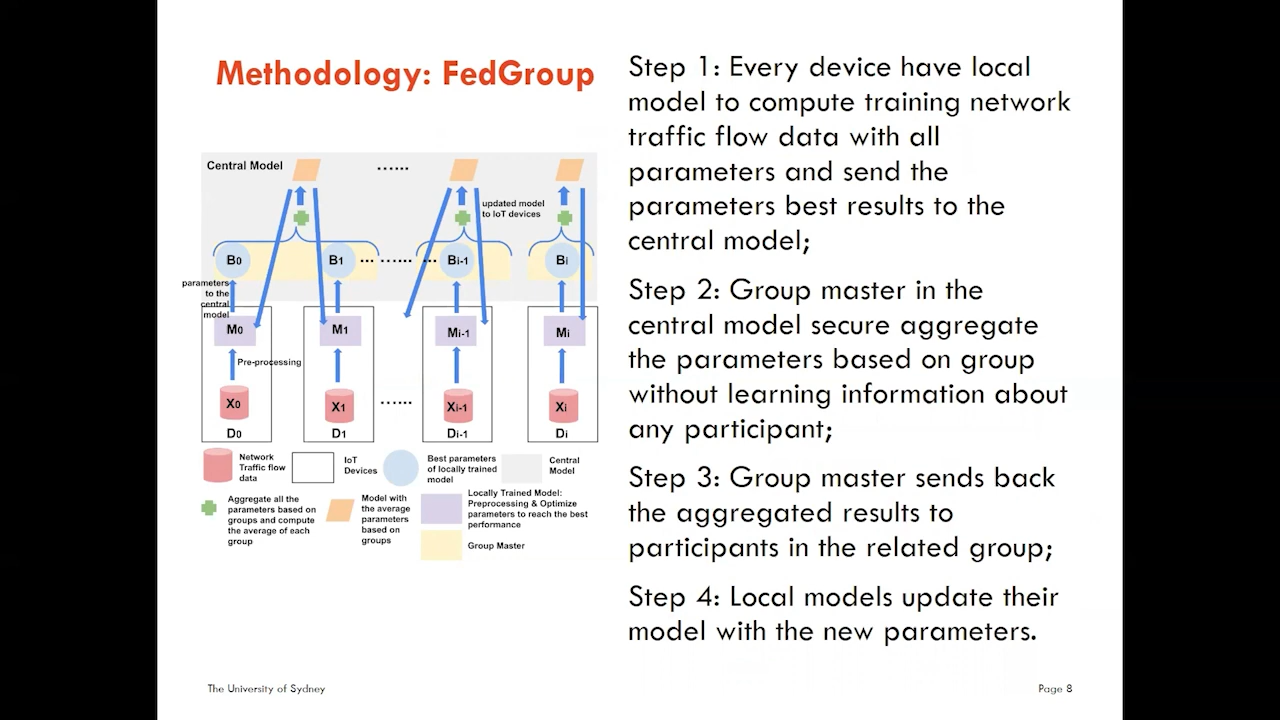 Methodology: FedGroup
Step 1: Every device have local
model to compute training network
traffic flow data with all
parameters and send the
parameters best results to the
central model;
Step 2: Group master in the
central model secure aggregate
the parameters based on group
without learning information about
any participant;
Step 3: Group master sends back
the aggregated results to
participants in the related group;
Step 4: Local models update their
model with the new parameters.
Central Model
......
updated model
to IoT devices
B0
B1
... ...... ...
Bi-1
Bi
parameters
to the
central
model
M0
M1
Mi-1
Mi
Pre-processing
X0
X1
......
Xi-1
Xi
D0
D1
Di-1
Di
Network
Traffic flow
data
IoT
Devices
Best parameters
of locally trained
model
Central
Model
Aggregate all the
parameters based on
groups and compute
the average of each
group
Model with
the average
parameters
based on
groups
Locally Trained Model:
Preprocessing & Optimize
parameters to reach the best
performance
Group Master
The University of Sydney
Page 8